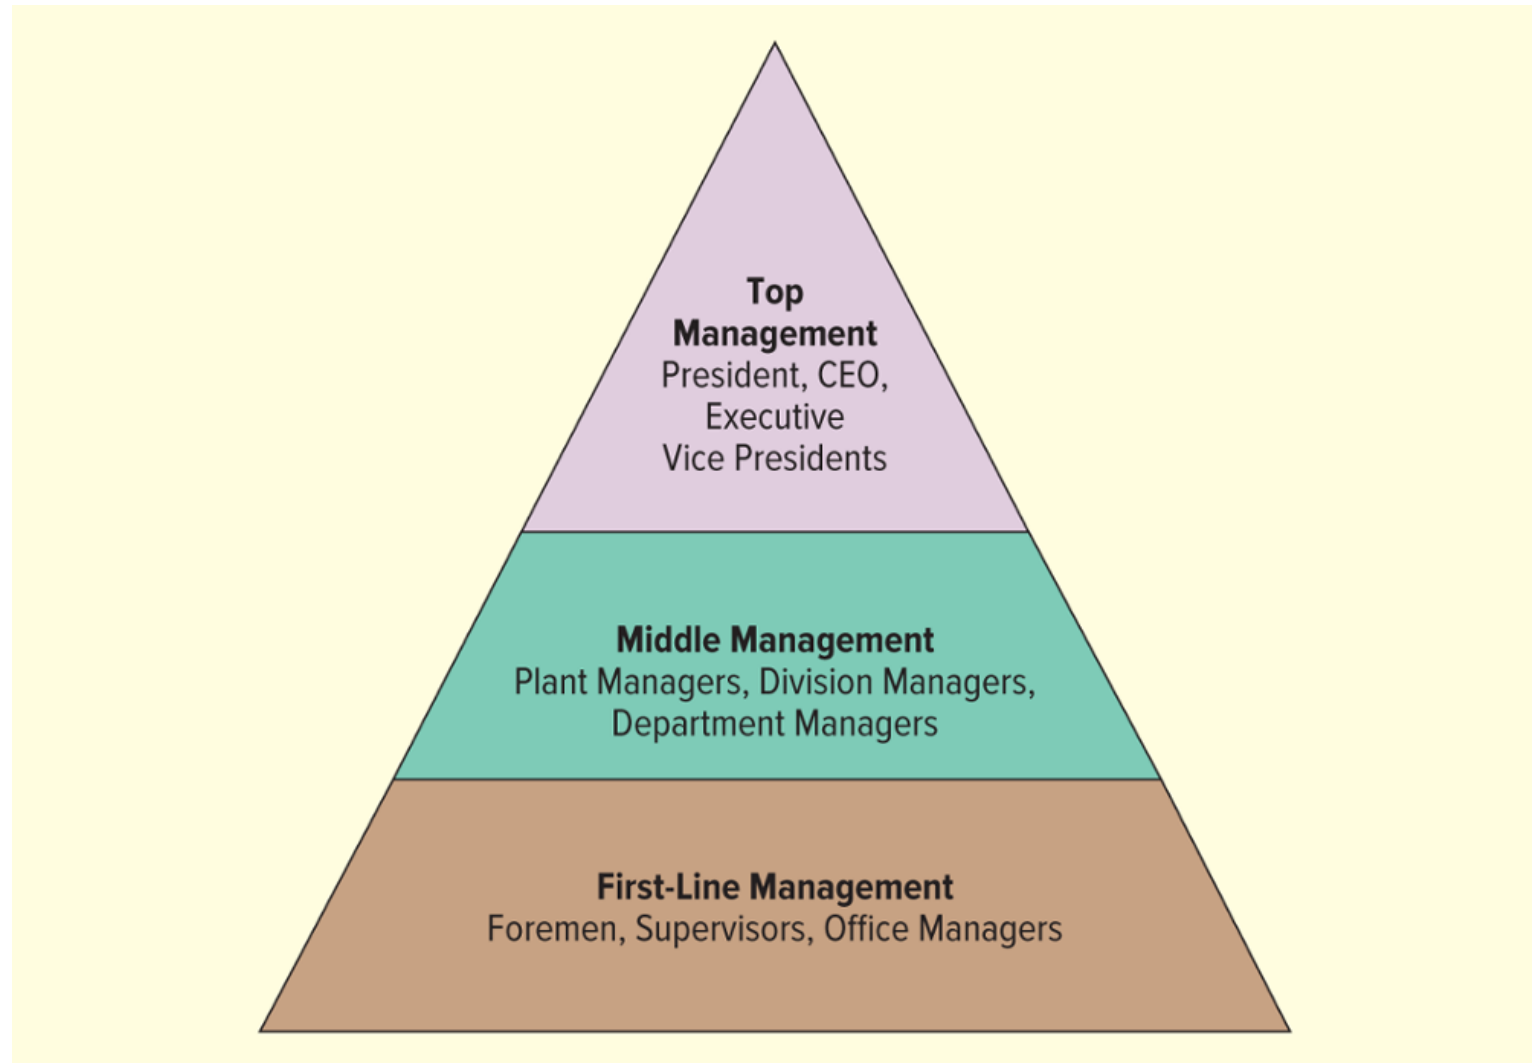 Top
Management
President, CEO,
Executive
Vice Presidents
Middle Management
Plant Managers, Division Managers,
Department Managers
First-Line Management
Foremen, Supervisors, Office Managers